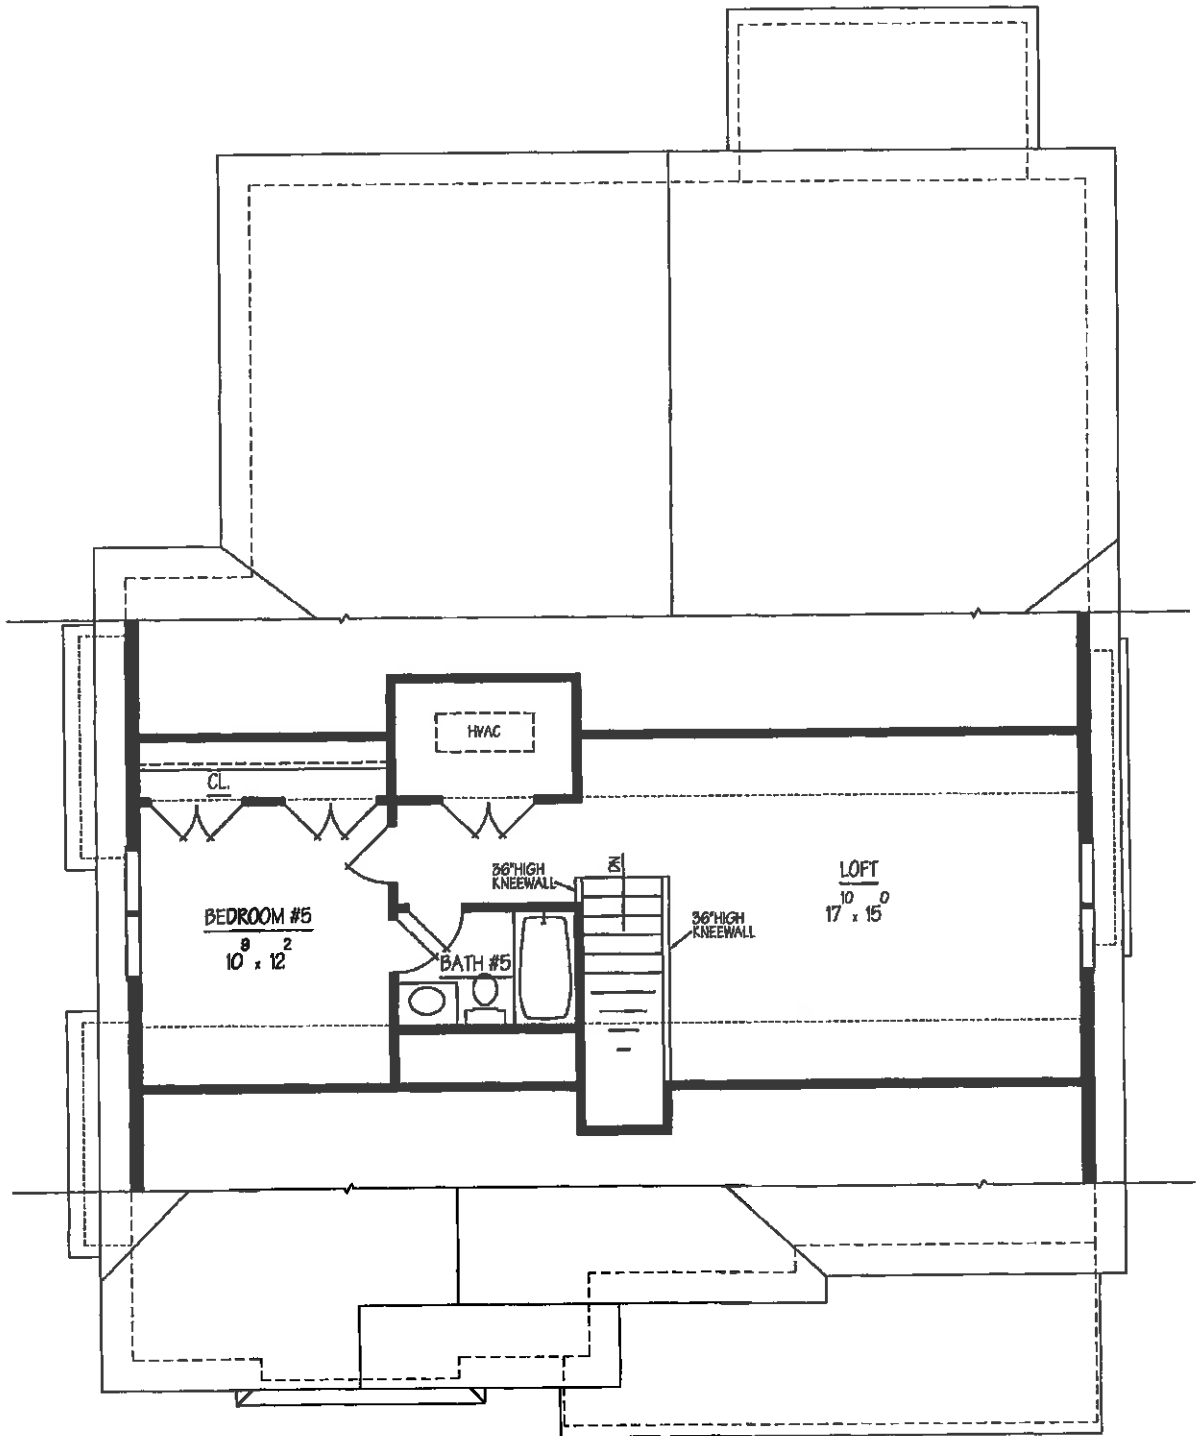 HVAC
CL.
36"HIGH
KNEEWALL
DN
LOFT
17 10 x 15 0
BEDROOM #5
10 9 x 12 2
36"HIGH
KNEEWALL
BATH #5